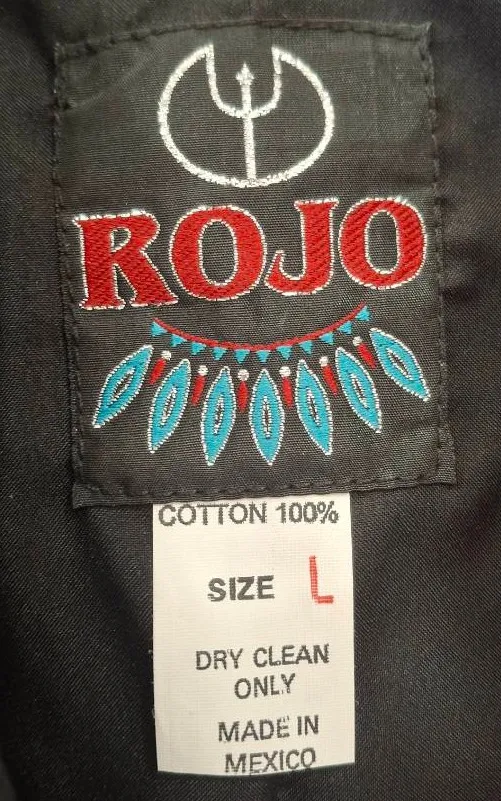 ROJO
COTTON 100%
SIZE L
DRY CLEAN
ONLY
MADE IN
MEXICO